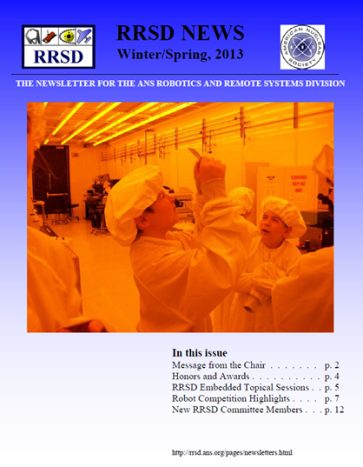 RRSD NEWS
Winter/Spring, 2013
RRSD
AMERICAN NUCLEAR SOCIETY
THE NEWSLETTER FOR THE ANS ROBOTICS AND REMOTE SYSTEMS DIVISION
In this issue
Message from the Chair . . . . . . . p. 2
Honors and Awards . . . . . . . . . . p. 4
RRSD Embedded Topical Sessions . . p. 5
Robot Competition Highlights . . . . p. 7
New RRSD Committee Members . . . p. 12
http://rrsd.ans.org/pages/newsletters.html